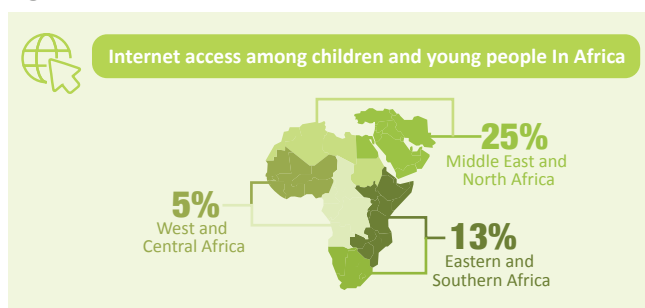 Internet access among children and young people In Africa
25%
Middle East and
North Africa
5%
West and
Central Africa
13%
Eastern and
Southern Africa